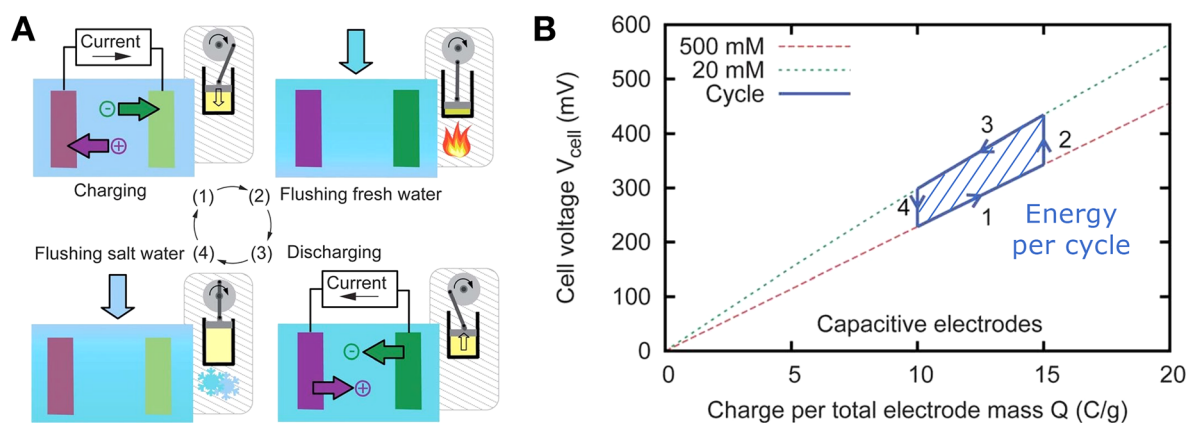 A
Current
⊖
⊕
Charging
Flushing fresh water
(1)
(2)
(4)
(3)
Flushing salt water
Discharging
Current
⊖
⊕
B
600
500
400
300
200
100
0
Cell voltage Vcell (mV)
500 mM
20 mM
Cycle
3
2
4
1
Energy
per cycle
Capacitive electrodes
0
5
10
15
20
Charge per total electrode mass Q (C/g)